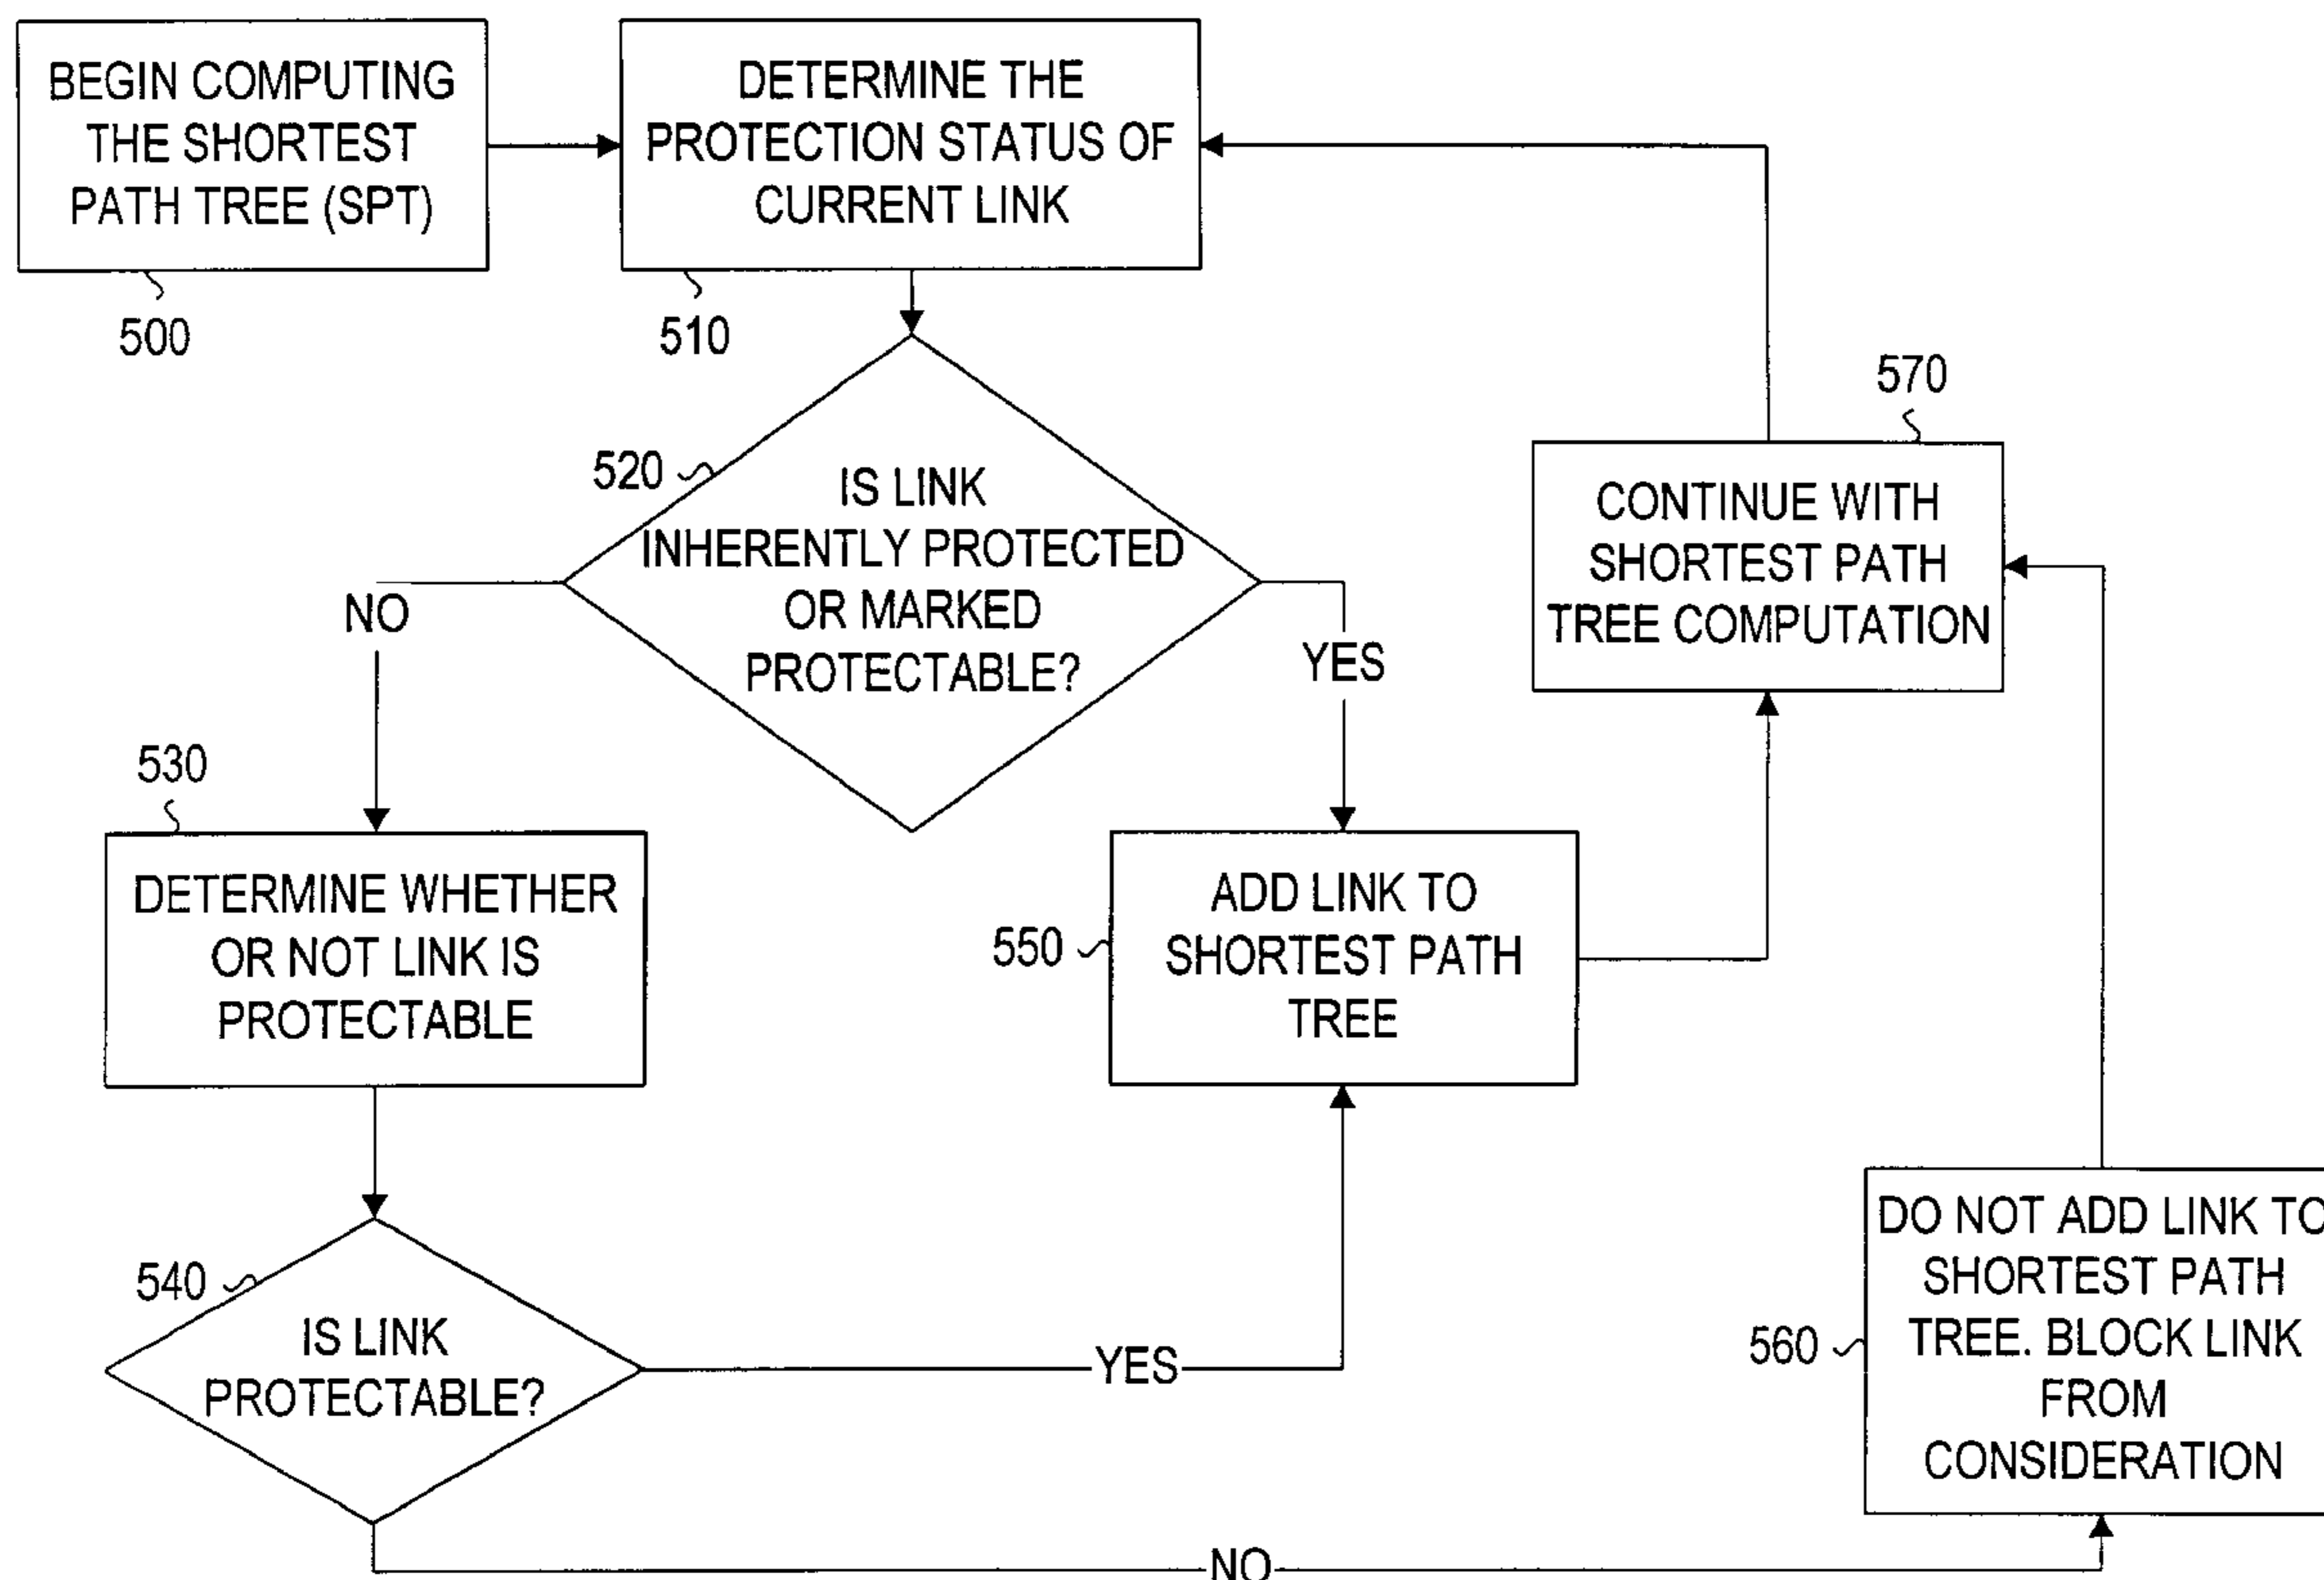 BEGIN COMPUTING
THE SHORTEST
PATH TREE (SPT)
500
DETERMINE THE
PROTECTION STATUS OF
CURRENT LINK
510
520
IS LINK
INHERENTLY PROTECTED
OR MARKED
PROTECTABLE?
NO
YES
570
CONTINUE WITH
SHORTEST PATH
TREE COMPUTATION
530
DETERMINE WHETHER
OR NOT LINK IS
PROTECTABLE
550
ADD LINK TO
SHORTEST PATH
TREE
540
IS LINK
PROTECTABLE?
YES
NO
560
DO NOT ADD LINK TO
SHORTEST PATH
TREE. BLOCK LINK
FROM
CONSIDERATION